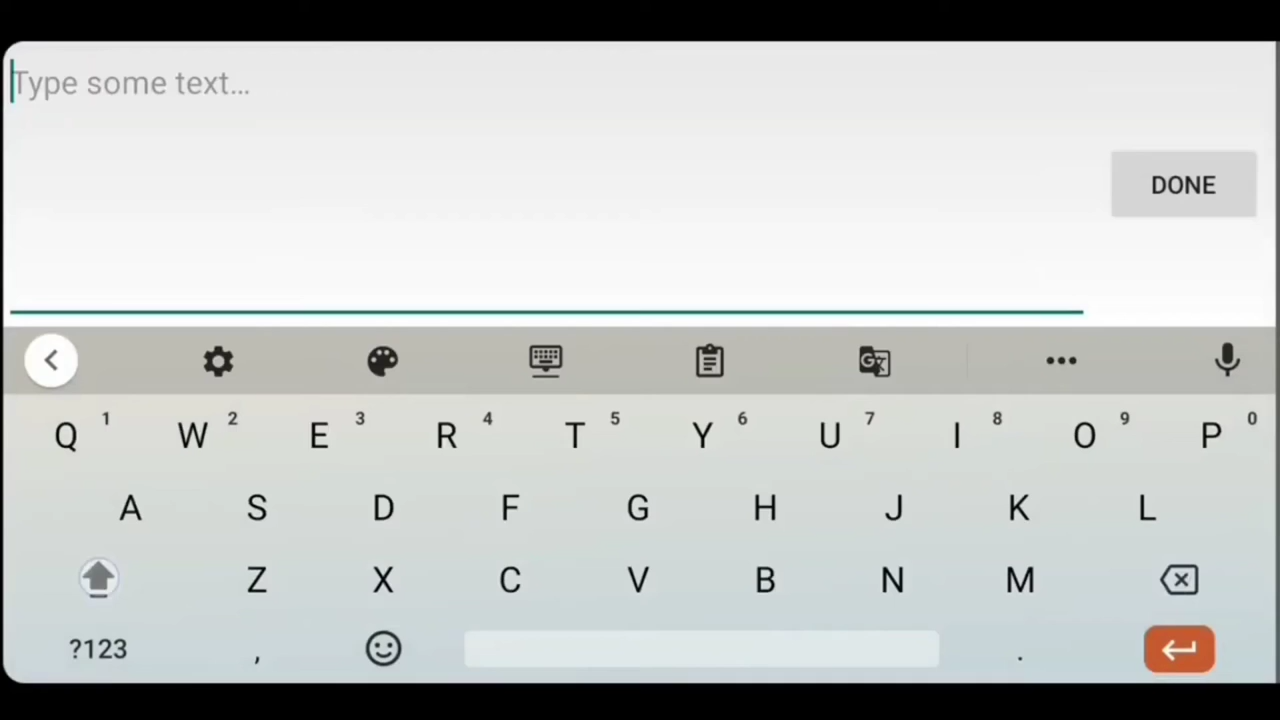 Type some text...
DONE
Q 1 W 2 E 3 R 4 T 5 Y 6 U 7 I 8 O 9 P 0
A S D F G H J K L
Z X C V B N M
?123 , .